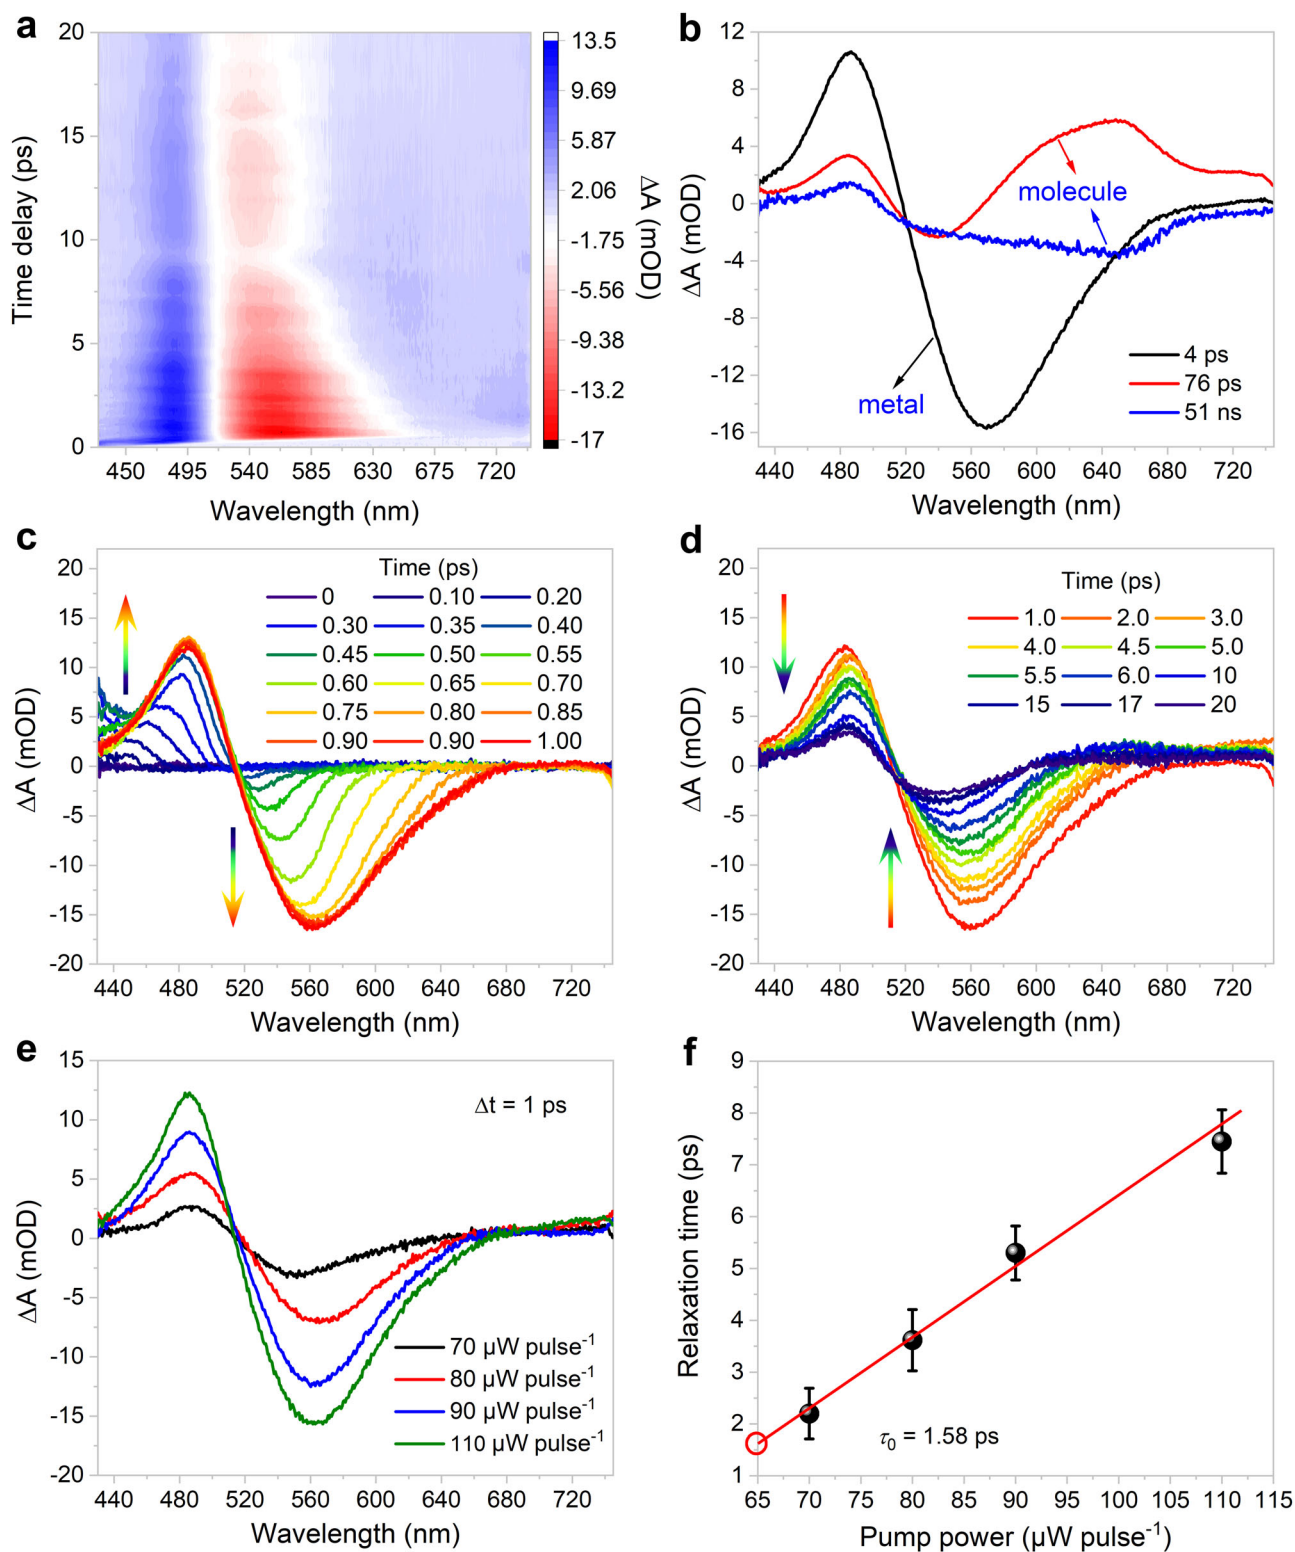 a
20
15
10
5
0
Time delay (ps)
450 495 540 585 630 675 720
Wavelength (nm)
13.5
9.69
5.87
2.06
-1.75
-5.56
-9.38
-13.2
-17
ΔA (mOD)
b
12
8
4
0
-4
-8
-12
-16
ΔA (mOD)
molecule
metal
4 ps
76 ps
51 ns
440 480 520 560 600 640 680 720
Wavelength (nm)
c
20
15
10
5
0
-5
-10
-15
-20
ΔA (mOD)
Time (ps)
0 0.10 0.20
0.30 0.35 0.40
0.45 0.50 0.55
0.60 0.65 0.70
0.75 0.80 0.85
0.90 0.90 1.00
440 480 520 560 600 640 680 720
Wavelength (nm)
d
20
15
10
5
0
-5
-10
-15
-20
ΔA (mOD)
Time (ps)
1.0 2.0 3.0
4.0 4.5 5.0
5.5 6.0 10
15 17 20
440 480 520 560 600 640 680 720
Wavelength (nm)
e
15
10
5
0
-5
-10
-15
-20
ΔA (mOD)
Δt = 1 ps
70 μW pulse⁻¹
80 μW pulse⁻¹
90 μW pulse⁻¹
110 μW pulse⁻¹
440 480 520 560 600 640 680 720
Wavelength (nm)
f
9
8
7
6
5
4
3
2
1
Relaxation time (ps)
τ₀ = 1.58 ps
65 70 75 80 85 90 95 100 105 110 115
Pump power (μW pulse⁻¹)